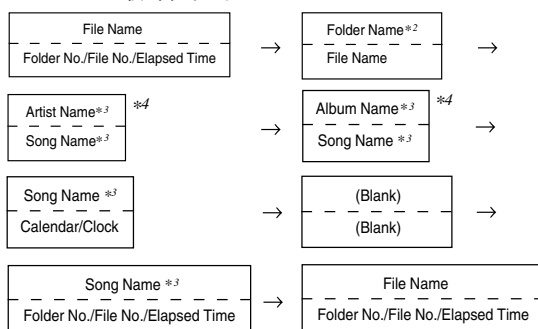 File Name
Folder No./File No./Elapsed Time
→
Folder Name*2
File Name
→
Artist Name*3
Song Name*3
*4
→
Album Name*3
Song Name *3
*4
→
Song Name *3
Calendar/Clock
→
(Blank)
(Blank)
→
Song Name *3
Folder No./File No./Elapsed Time
→
File Name
Folder No./File No./Elapsed Time
→